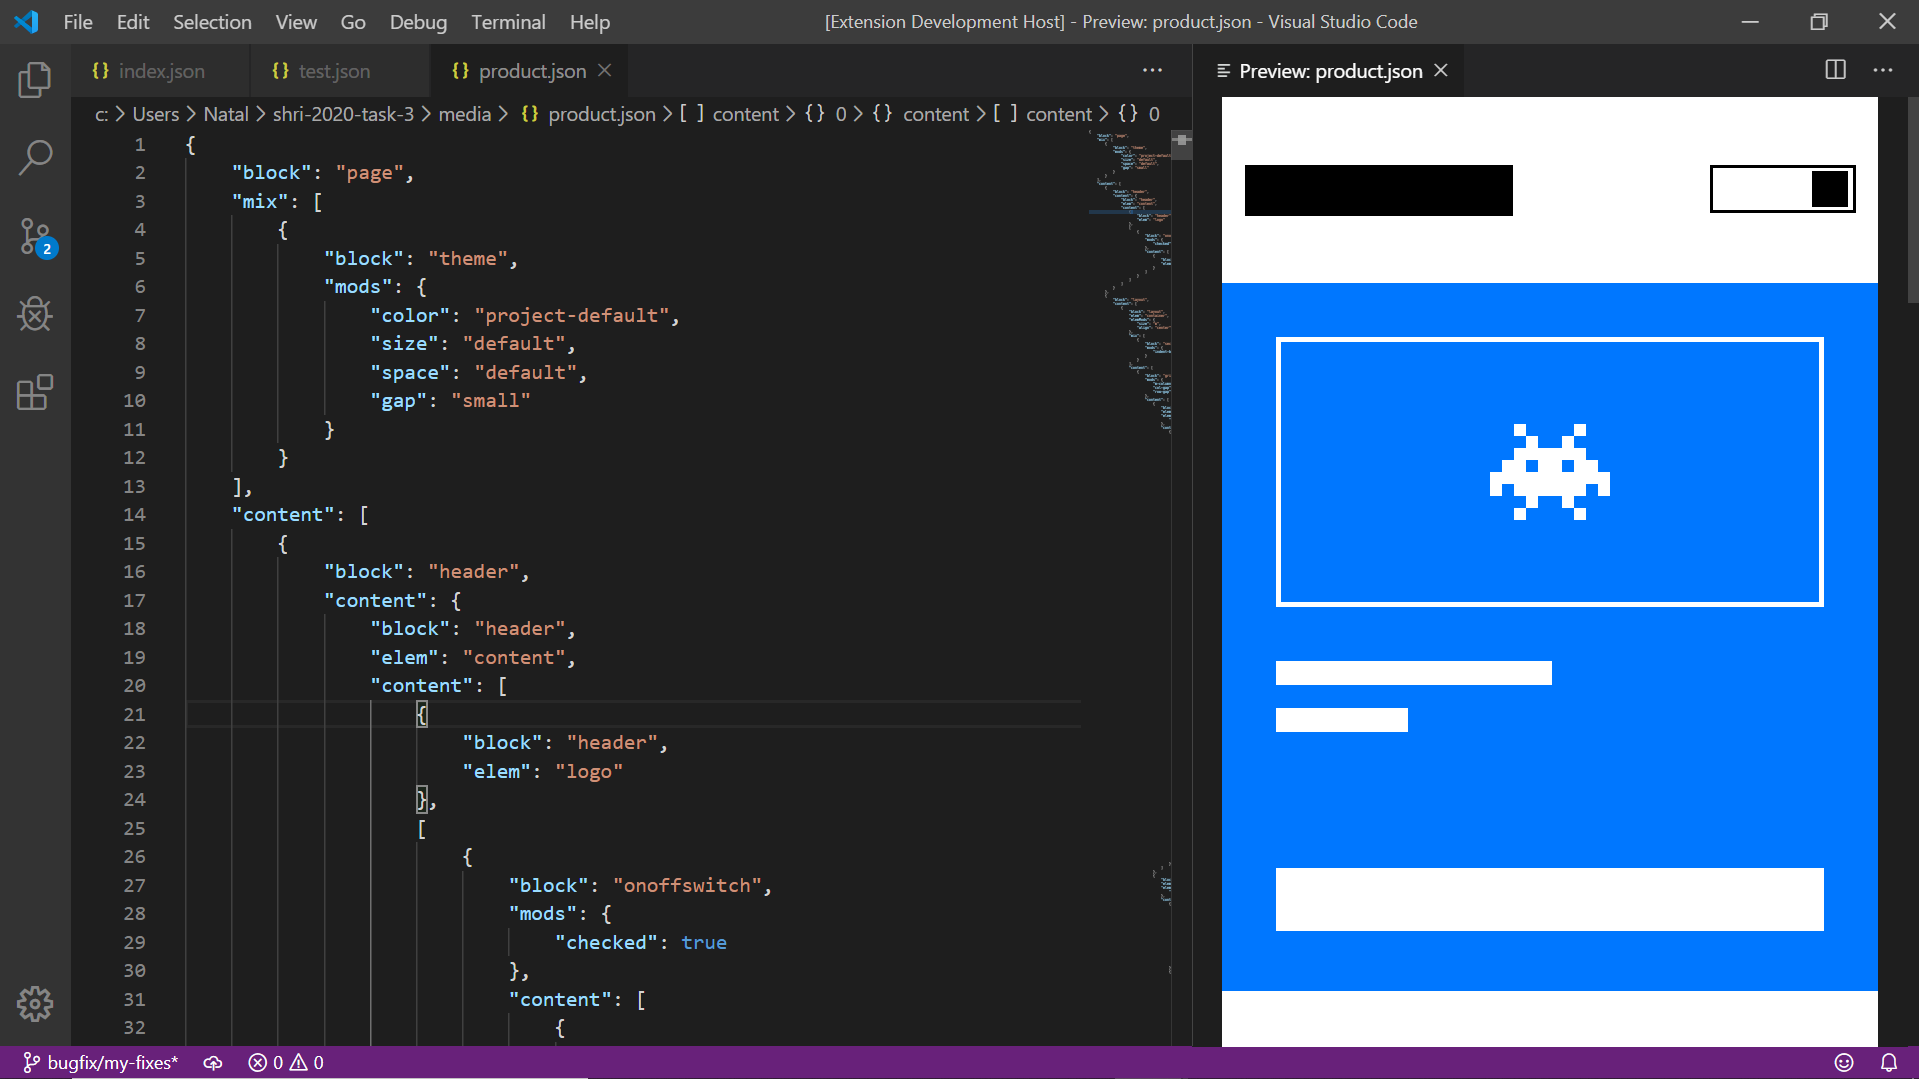 File Edit Selection View Go Debug Terminal Help [Extension Development Host] - Preview: product.json - Visual Studio Code
{} index.json {} test.json {} product.json
Preview: product.json
c: > Users > Natal > shri-2020-task-3 > media > {} product.json > [ ] content > {} 0 > {} content > [ ] content > {} 0
1 {
2 "block": "page",
3 "mix": [
4 {
5 "block": "theme",
6 "mods": {
7 "color": "project-default",
8 "size": "default",
9 "space": "default",
10 "gap": "small"
11 }
12 }
13 ],
14 "content": [
15 {
16 "block": "header",
17 "content": {
18 "block": "header",
19 "elem": "content",
20 "content": [
21 {
22 "block": "header",
23 "elem": "logo"
24 },
25 [
26 {
27 "block": "onoffswitch",
28 "mods": {
29 "checked": true
30 },
31 "content": [
32 {
2
bugfix/my-fixes* 0 0